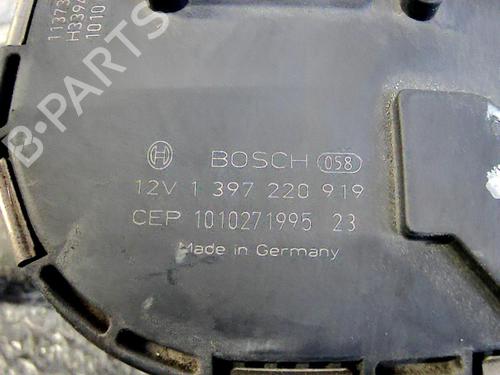 BOSCH 058
12V 1 397 220 919
CEP 1010271995 23
Made in Germany
B-PARTS